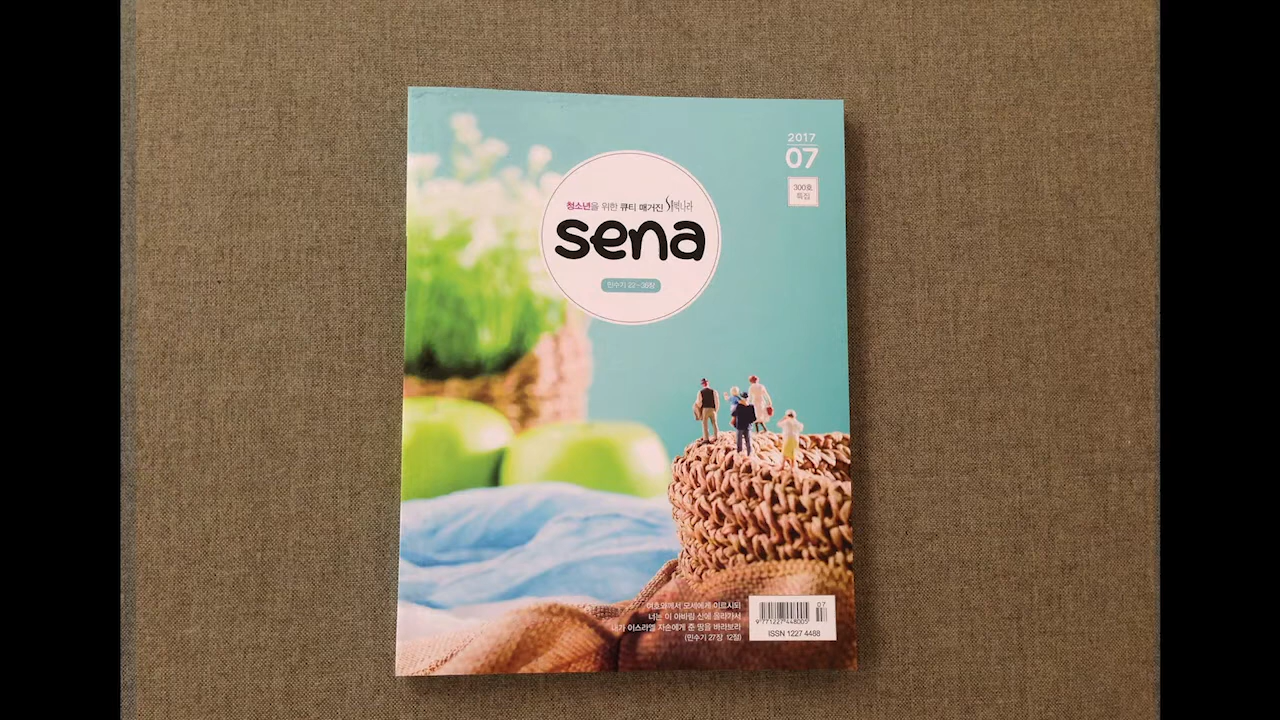 2017
07
300호
특집
청소년을 위한 큐티 매거진 새벽나라
sena
민수기 22~36장
여호와께서 모세에게 이르시되
너는 이 아바림 산에 올라가서
내가 이스라엘 자손에게 준 땅을 바라보라
(민수기 27장 12절)
07
9 771227 448005
ISSN 1227 4488